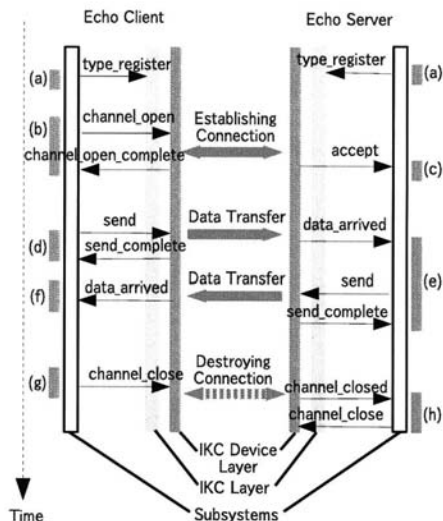 Echo Client
Echo Server
(a)
type_register
type_register
(a)
(b)
channel_open
Establishing
Connection
channel_open_complete
accept
(c)
send
Data Transfer
data_arrived
(d)
send_complete
(e)
(f)
data_arrived
Data Transfer
send
send_complete
(g)
channel_close
Destroying
Connection
channel_closed
channel_close
(h)
IKC Device
Layer
IKC Layer
Time
Subsystems